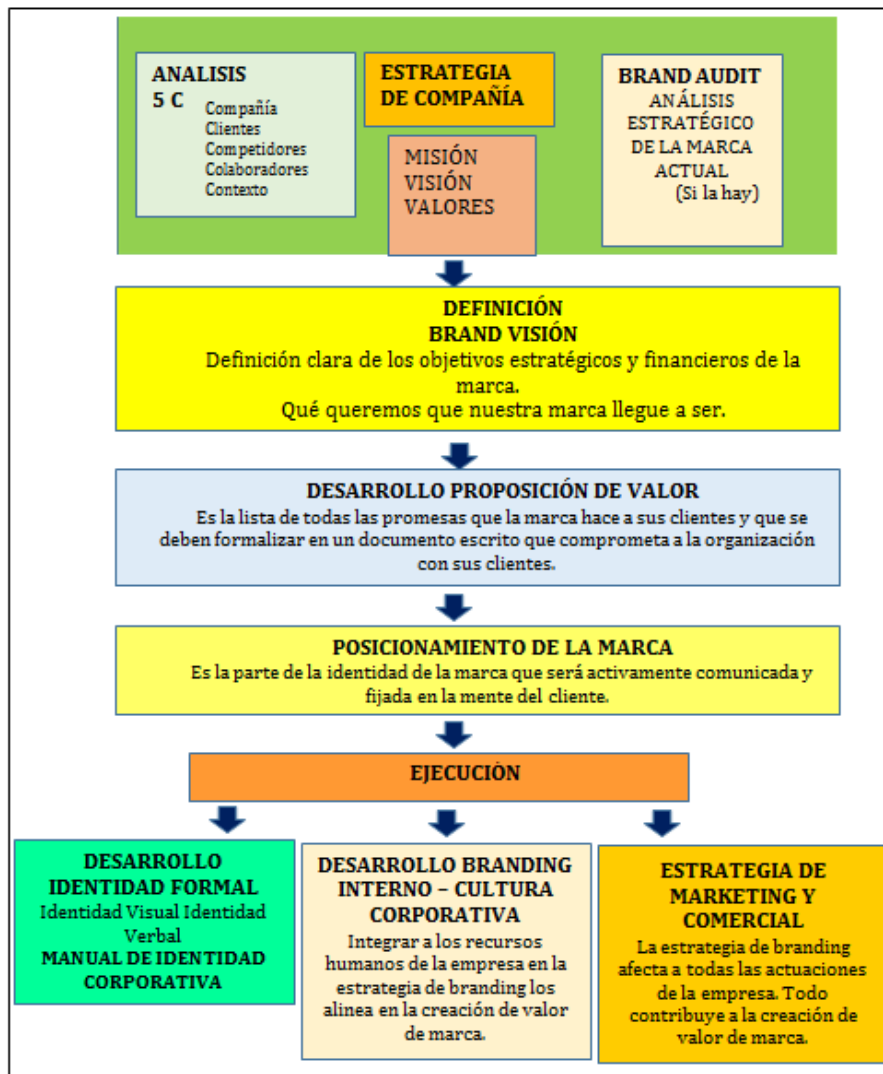 ANALISIS
5 C
Compañía
Clientes
Competidores
Colaboradores
Contexto
ESTRATEGIA
DE COMPAÑÍA
MISIÓN
VISIÓN
VALORES
BRAND AUDIT
ANÁLISIS
ESTRATÉGICO
DE LA MARCA
ACTUAL
(Si la hay)
DEFINICIÓN
BRAND VISIÓN
Definición clara de los objetivos estratégicos y financieros de la
marca.
Qué queremos que nuestra marca llegue a ser.
DESARROLLO PROPOSICIÓN DE VALOR
Es la lista de todas las promesas que la marca hace a sus clientes y que se
deben formalizar en un documento escrito que comprometa a la organización
con sus clientes.
POSICIONAMIENTO DE LA MARCA
Es la parte de la identidad de la marca que será activamente comunicada y
fijada en la mente del cliente.
EJECUCIÓN
DESARROLLO
IDENTIDAD FORMAL
Identidad Visual Identidad
Verbal
MANUAL DE IDENTIDAD
CORPORATIVA
DESARROLLO BRANDING
INTERNO – CULTURA
CORPORATIVA
Integrar a los recursos
humanos de la empresa en la
estrategia de branding los
alinea en la creación de valor
de marca.
ESTRATEGIA DE
MARKETING Y
COMERCIAL
La estrategia de branding
afecta a todas las actuaciones
de la empresa. Todo
contribuye a la creación de
valor de marca.